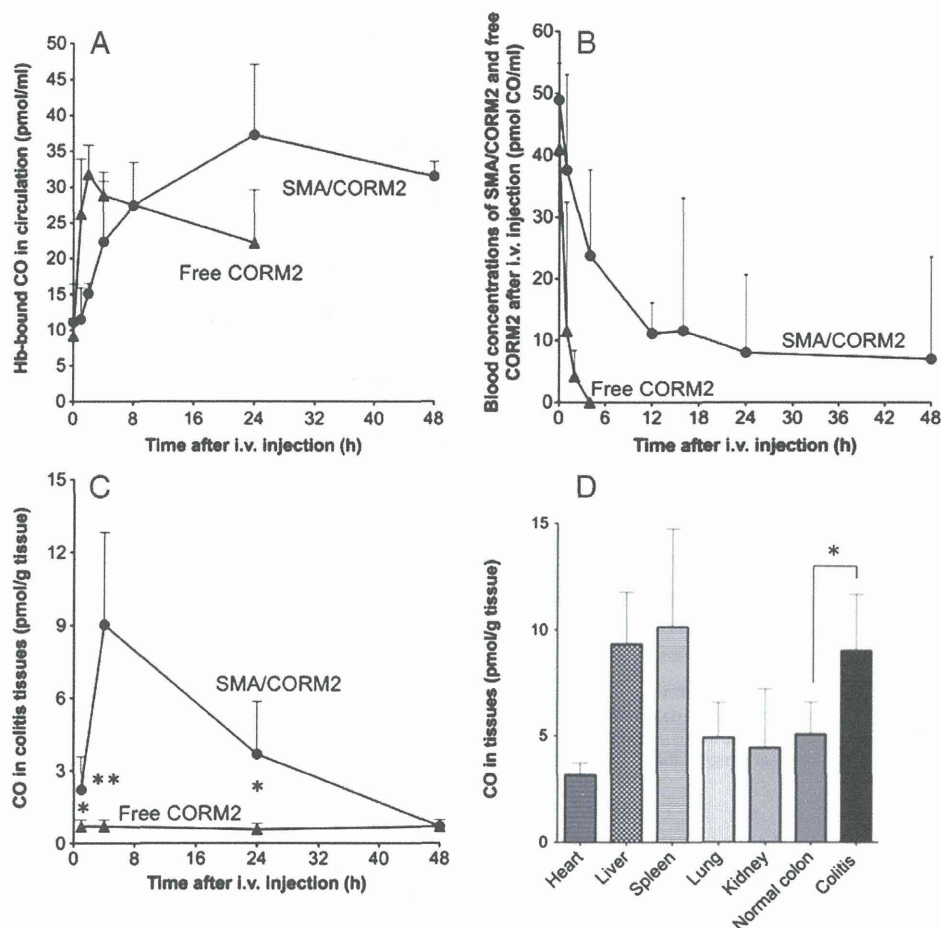 A
Hb-bound CO in circulation (pmol/ml)
50
45
40
35
30
25
20
15
10
5
0
SMA/CORM2
Free CORM2
0 8 16 24 32 40 48
Time after i.v. injection (h)
B
Blood concentrations of SMA/CORM2 and free
CORM2 after i.v. injection (pmol CO/ml)
60
50
40
30
20
10
0
SMA/CORM2
Free CORM2
0 6 12 18 24 30 36 42 48
Time after i.v. injection (h)
C
CO in colitis tissues (pmol/g tissue)
15
12
9
6
3
0
SMA/CORM2
**
*
*
Free CORM2
0 8 16 24 32 40 48
Time after i.v. injection (h)
D
CO in tissues (pmol/g tissue)
15
10
5
0
*
Heart
Liver
Spleen
Lung
Kidney
Normal colon
Colitis